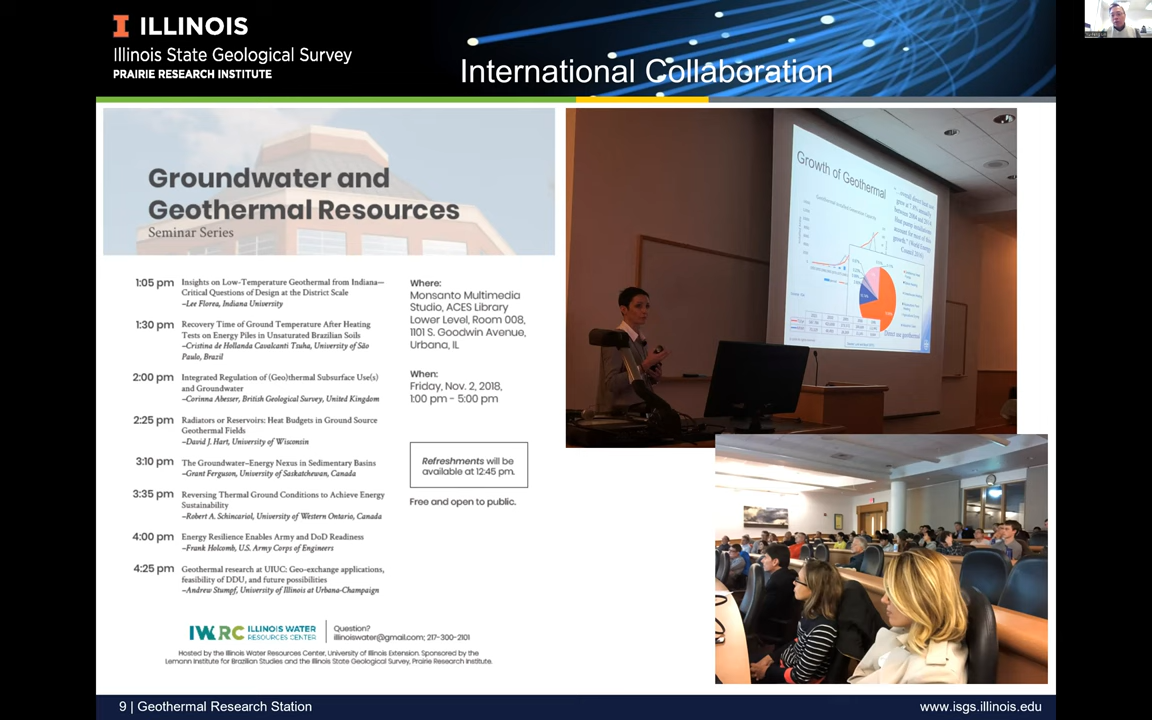 ILLINOIS
Illinois State Geological Survey
PRAIRIE RESEARCH INSTITUTE
International Collaboration
Groundwater and
Geothermal Resources
Seminar Series
1:05 pm Insights on Low-Temperature Geothermal from Indiana—
Critical Questions of Design at the District Scale
–Lee Florea, Indiana University
1:30 pm Recovery Time of Ground Temperature After Heating
Tests on Energy Piles in Unsaturated Brazilian Soils
–Cristina de Hollanda Cavalcanti Tsuha, University of São
Paulo, Brazil
2:00 pm Integrated Regulation of (Geo)thermal Subsurface Use(s)
and Groundwater
–Corinna Abesser, British Geological Survey, United Kingdom
2:25 pm Radiators or Reservoirs: Heat Budgets in Ground Source
Geothermal Fields
–David J. Hart, University of Wisconsin
3:10 pm The Groundwater–Energy Nexus in Sedimentary Basins
–Grant Ferguson, University of Saskatchewan, Canada
3:35 pm Reversing Thermal Ground Conditions to Achieve Energy
Sustainability
–Robert A. Schincariol, University of Western Ontario, Canada
4:00 pm Energy Resilience Enables Army and DoD Readiness
–Frank Holcomb, U.S. Army Corps of Engineers
4:25 pm Geothermal research at UIUC: Geo-exchange applications,
feasibility of DDU, and future possibilities
–Andrew Stumpf, University of Illinois at Urbana-Champaign
Where:
Monsanto Multimedia
Studio, ACES Library
Lower Level, Room 008,
1101 S. Goodwin Avenue,
Urbana, IL
When:
Friday, Nov. 2, 2018,
1:00 pm - 5:00 pm
Refreshments will be
available at 12:45 pm.
Free and open to public.
IWRC ILLINOIS WATER
RESOURCES CENTER
Question?
illinoiswater@gmail.com; 217-300-2101
Hosted by the Illinois Water Resources Center, University of Illinois Extension. Sponsored by the
Lemann Institute for Brazilian Studies and the Illinois State Geological Survey, Prairie Research Institute.
Growth of Geothermal
Direct use geothermal
9 | Geothermal Research Station
www.isgs.illinois.edu